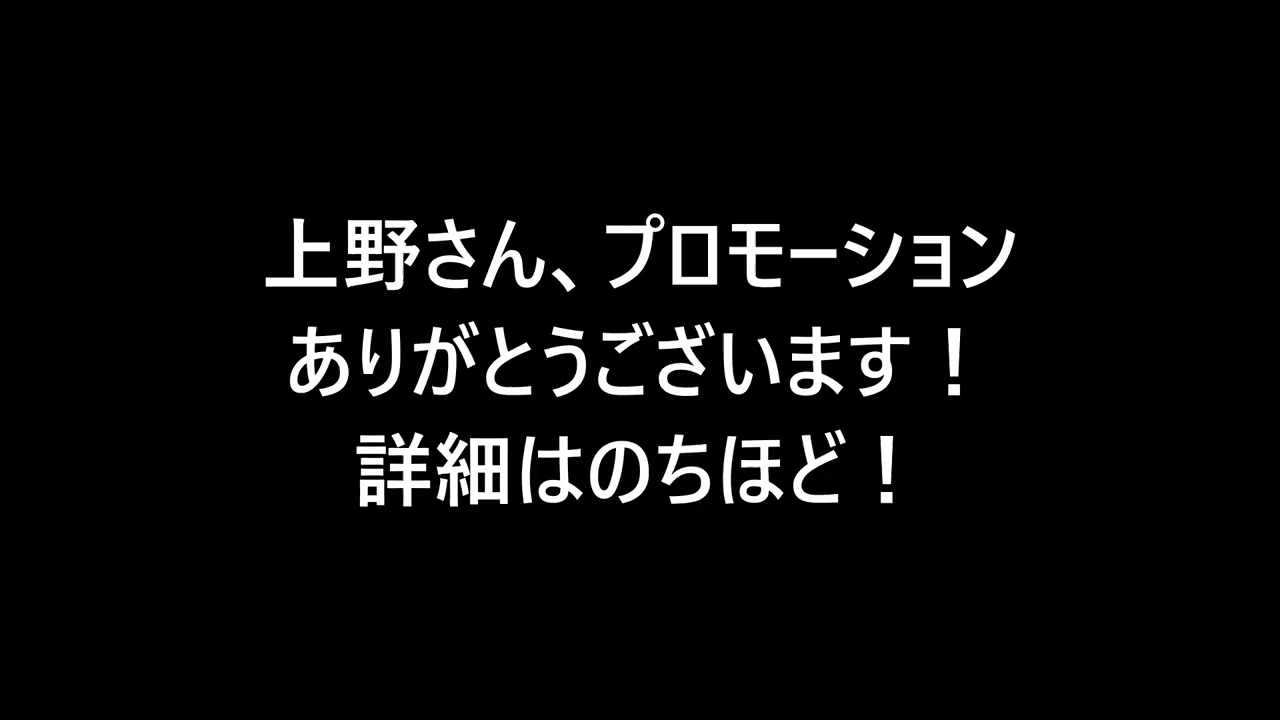 上野さん、プロモーション
ありがとうございます！
詳細はのちほど！